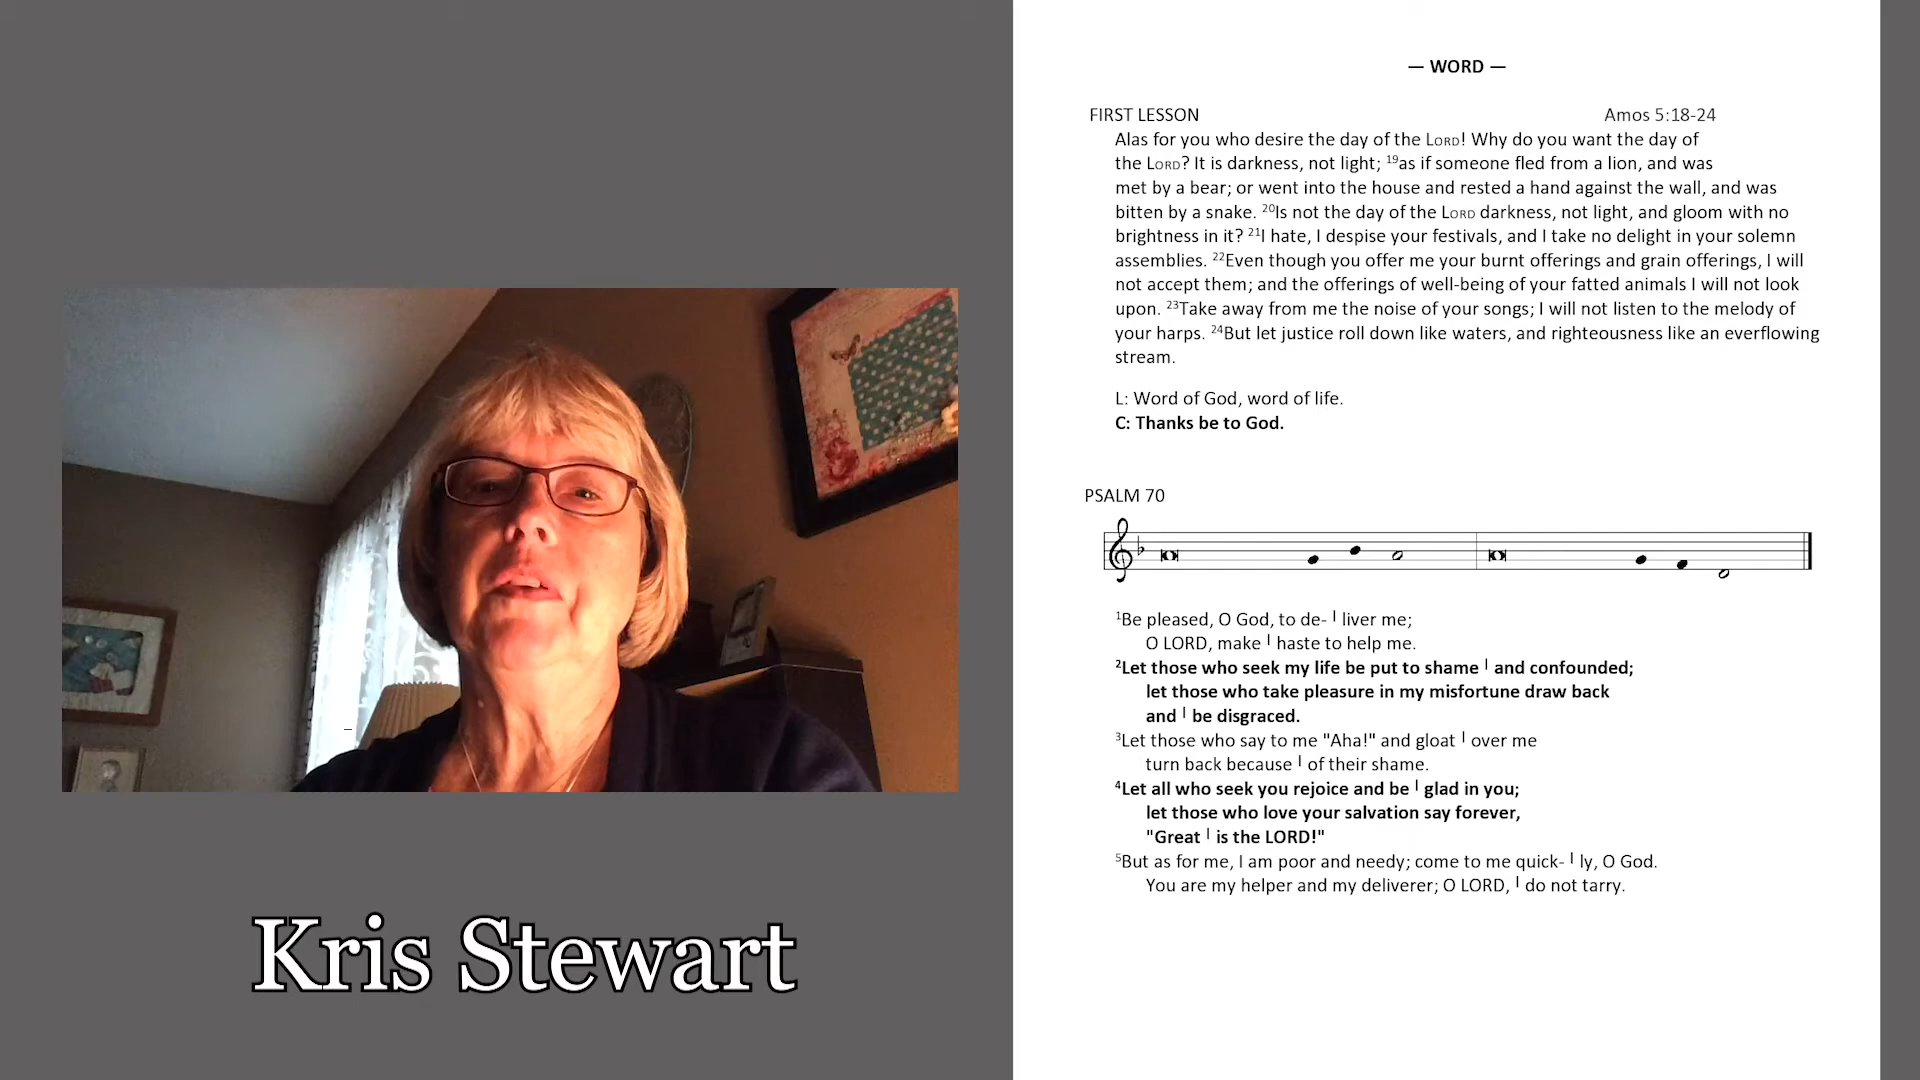 Kris Stewart
— WORD —
FIRST LESSON Amos 5:18-24
Alas for you who desire the day of the LORD! Why do you want the day of
the LORD? It is darkness, not light; 19as if someone fled from a lion, and was
met by a bear; or went into the house and rested a hand against the wall, and was
bitten by a snake. 20Is not the day of the LORD darkness, not light, and gloom with no
brightness in it? 21I hate, I despise your festivals, and I take no delight in your solemn
assemblies. 22Even though you offer me your burnt offerings and grain offerings, I will
not accept them; and the offerings of well-being of your fatted animals I will not look
upon. 23Take away from me the noise of your songs; I will not listen to the melody of
your harps. 24But let justice roll down like waters, and righteousness like an everflowing
stream.
L: Word of God, word of life.
C: Thanks be to God.
PSALM 70
1Be pleased, O God, to de- | liver me;
O LORD, make | haste to help me.
2Let those who seek my life be put to shame | and confounded;
let those who take pleasure in my misfortune draw back
and | be disgraced.
3Let those who say to me "Aha!" and gloat | over me
turn back because | of their shame.
4Let all who seek you rejoice and be | glad in you;
let those who love your salvation say forever,
"Great | is the LORD!"
5But as for me, I am poor and needy; come to me quick- | ly, O God.
You are my helper and my deliverer; O LORD, | do not tarry.